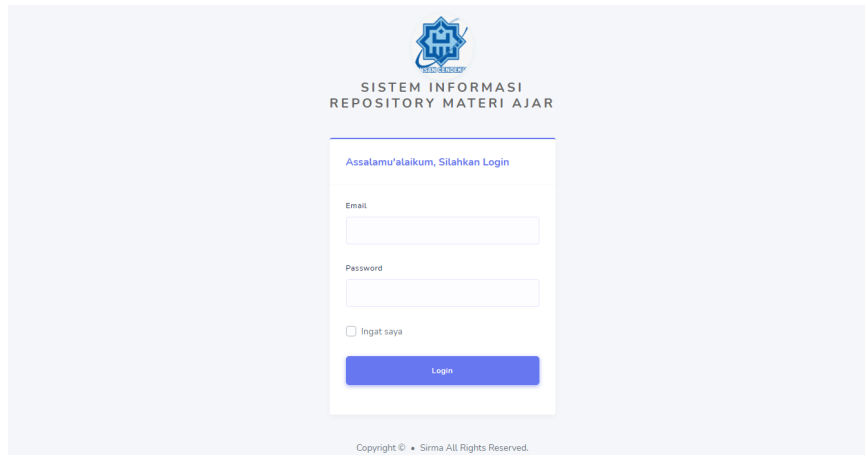 SISTEM INFORMASI
REPOSITORY MATERI AJAR
Assalamu'alaikum, Silahkan Login
Email
Password
Ingat saya
Login
Copyright © • Sirma All Rights Reserved.